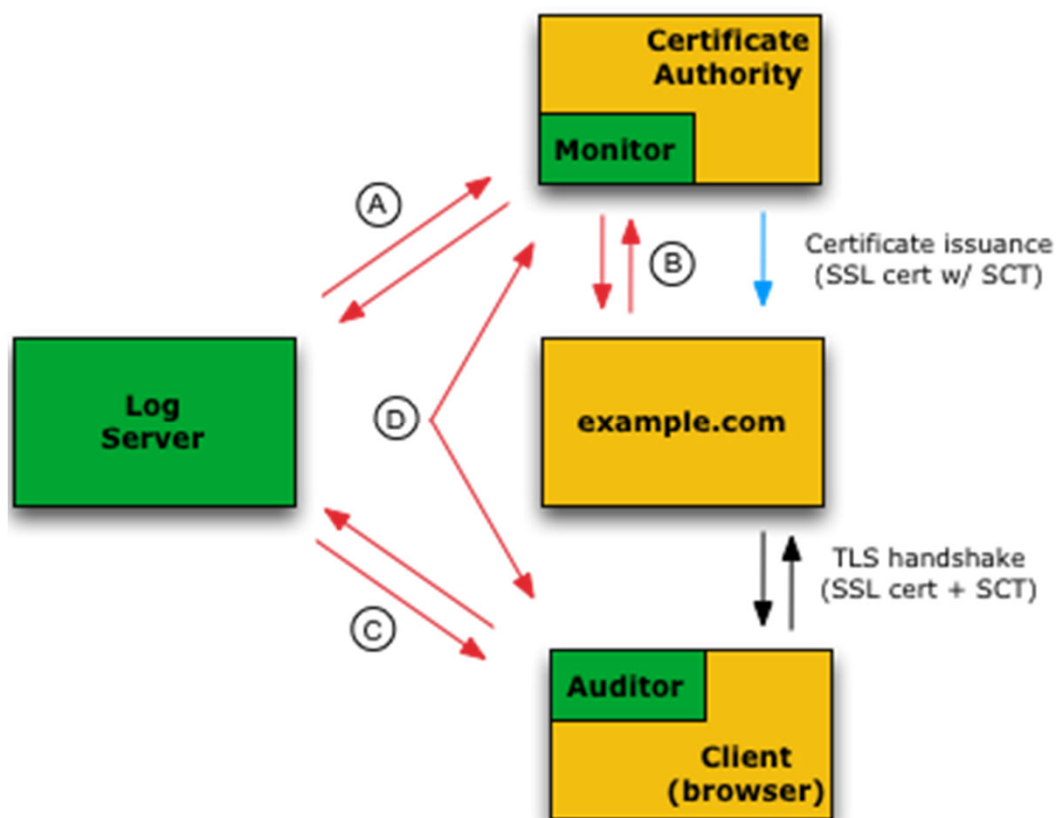 Certificate
Authority
Monitor
A
B
Certificate issuance
(SSL cert w/ SCT)
Log
Server
D
example.com
TLS handshake
(SSL cert + SCT)
C
Auditor
Client
(browser)